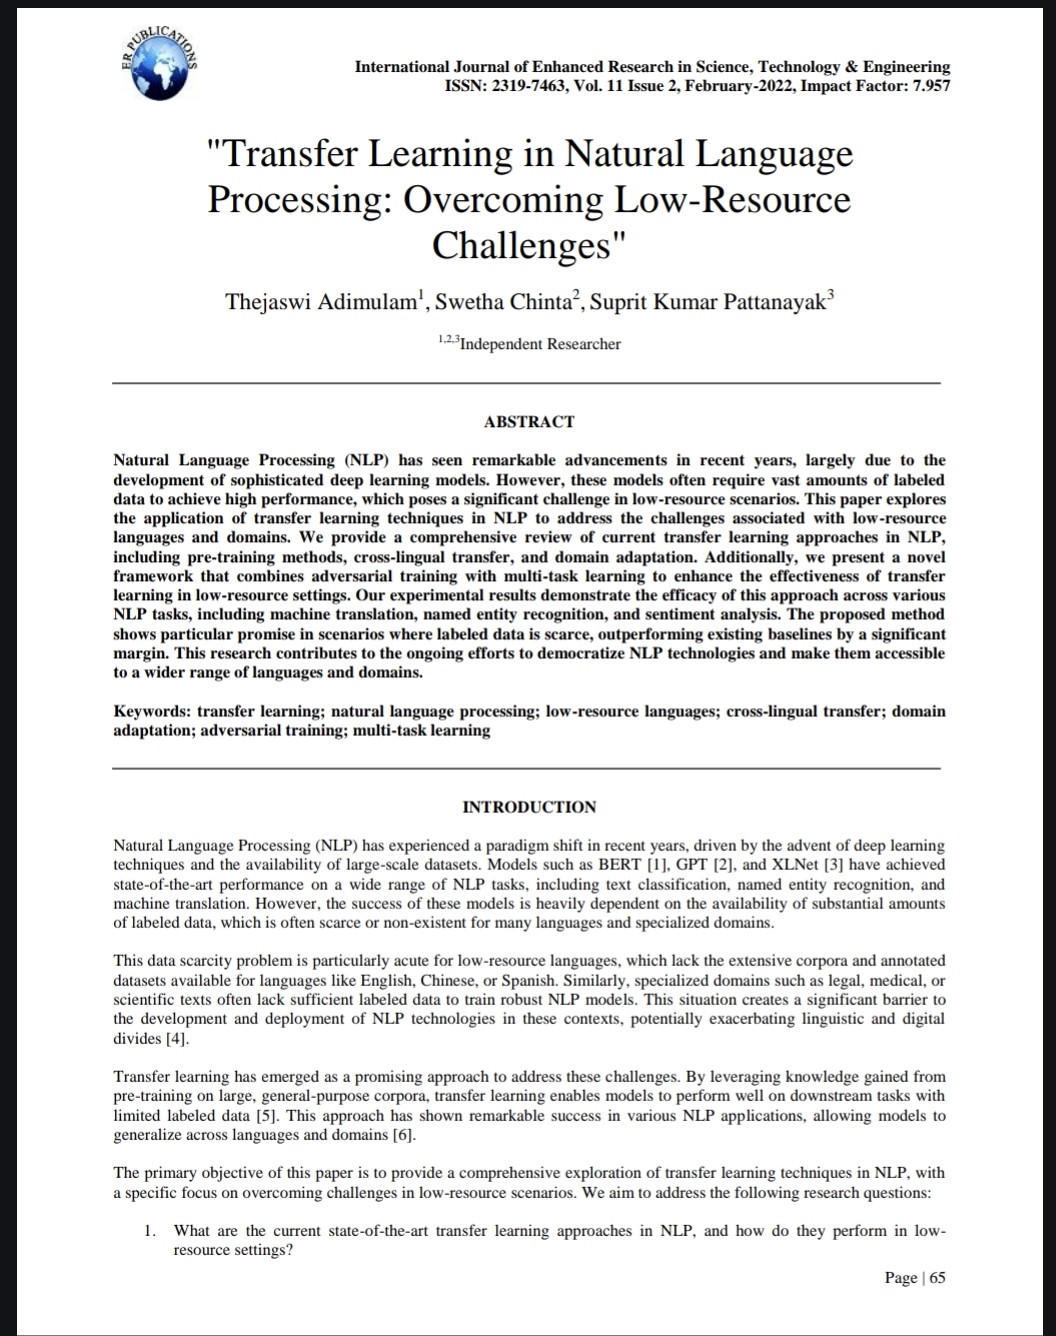 ER PUBLICATIONS
International Journal of Enhanced Research in Science, Technology & Engineering
ISSN: 2319-7463, Vol. 11 Issue 2, February-2022, Impact Factor: 7.957
"Transfer Learning in Natural Language
Processing: Overcoming Low-Resource
Challenges"
Thejaswi Adimulam1, Swetha Chinta2, Suprit Kumar Pattanayak3
1,2,3Independent Researcher
ABSTRACT
Natural Language Processing (NLP) has seen remarkable advancements in recent years, largely due to the
development of sophisticated deep learning models. However, these models often require vast amounts of labeled
data to achieve high performance, which poses a significant challenge in low-resource scenarios. This paper explores
the application of transfer learning techniques in NLP to address the challenges associated with low-resource
languages and domains. We provide a comprehensive review of current transfer learning approaches in NLP,
including pre-training methods, cross-lingual transfer, and domain adaptation. Additionally, we present a novel
framework that combines adversarial training with multi-task learning to enhance the effectiveness of transfer
learning in low-resource settings. Our experimental results demonstrate the efficacy of this approach across various
NLP tasks, including machine translation, named entity recognition, and sentiment analysis. The proposed method
shows particular promise in scenarios where labeled data is scarce, outperforming existing baselines by a significant
margin. This research contributes to the ongoing efforts to democratize NLP technologies and make them accessible
to a wider range of languages and domains.
Keywords: transfer learning; natural language processing; low-resource languages; cross-lingual transfer; domain
adaptation; adversarial training; multi-task learning
INTRODUCTION
Natural Language Processing (NLP) has experienced a paradigm shift in recent years, driven by the advent of deep learning
techniques and the availability of large-scale datasets. Models such as BERT [1], GPT [2], and XLNet [3] have achieved
state-of-the-art performance on a wide range of NLP tasks, including text classification, named entity recognition, and
machine translation. However, the success of these models is heavily dependent on the availability of substantial amounts
of labeled data, which is often scarce or non-existent for many languages and specialized domains.
This data scarcity problem is particularly acute for low-resource languages, which lack the extensive corpora and annotated
datasets available for languages like English, Chinese, or Spanish. Similarly, specialized domains such as legal, medical, or
scientific texts often lack sufficient labeled data to train robust NLP models. This situation creates a significant barrier to
the development and deployment of NLP technologies in these contexts, potentially exacerbating linguistic and digital
divides [4].
Transfer learning has emerged as a promising approach to address these challenges. By leveraging knowledge gained from
pre-training on large, general-purpose corpora, transfer learning enables models to perform well on downstream tasks with
limited labeled data [5]. This approach has shown remarkable success in various NLP applications, allowing models to
generalize across languages and domains [6].
The primary objective of this paper is to provide a comprehensive exploration of transfer learning techniques in NLP, with
a specific focus on overcoming challenges in low-resource scenarios. We aim to address the following research questions:
1. What are the current state-of-the-art transfer learning approaches in NLP, and how do they perform in low-
resource settings?
Page | 65